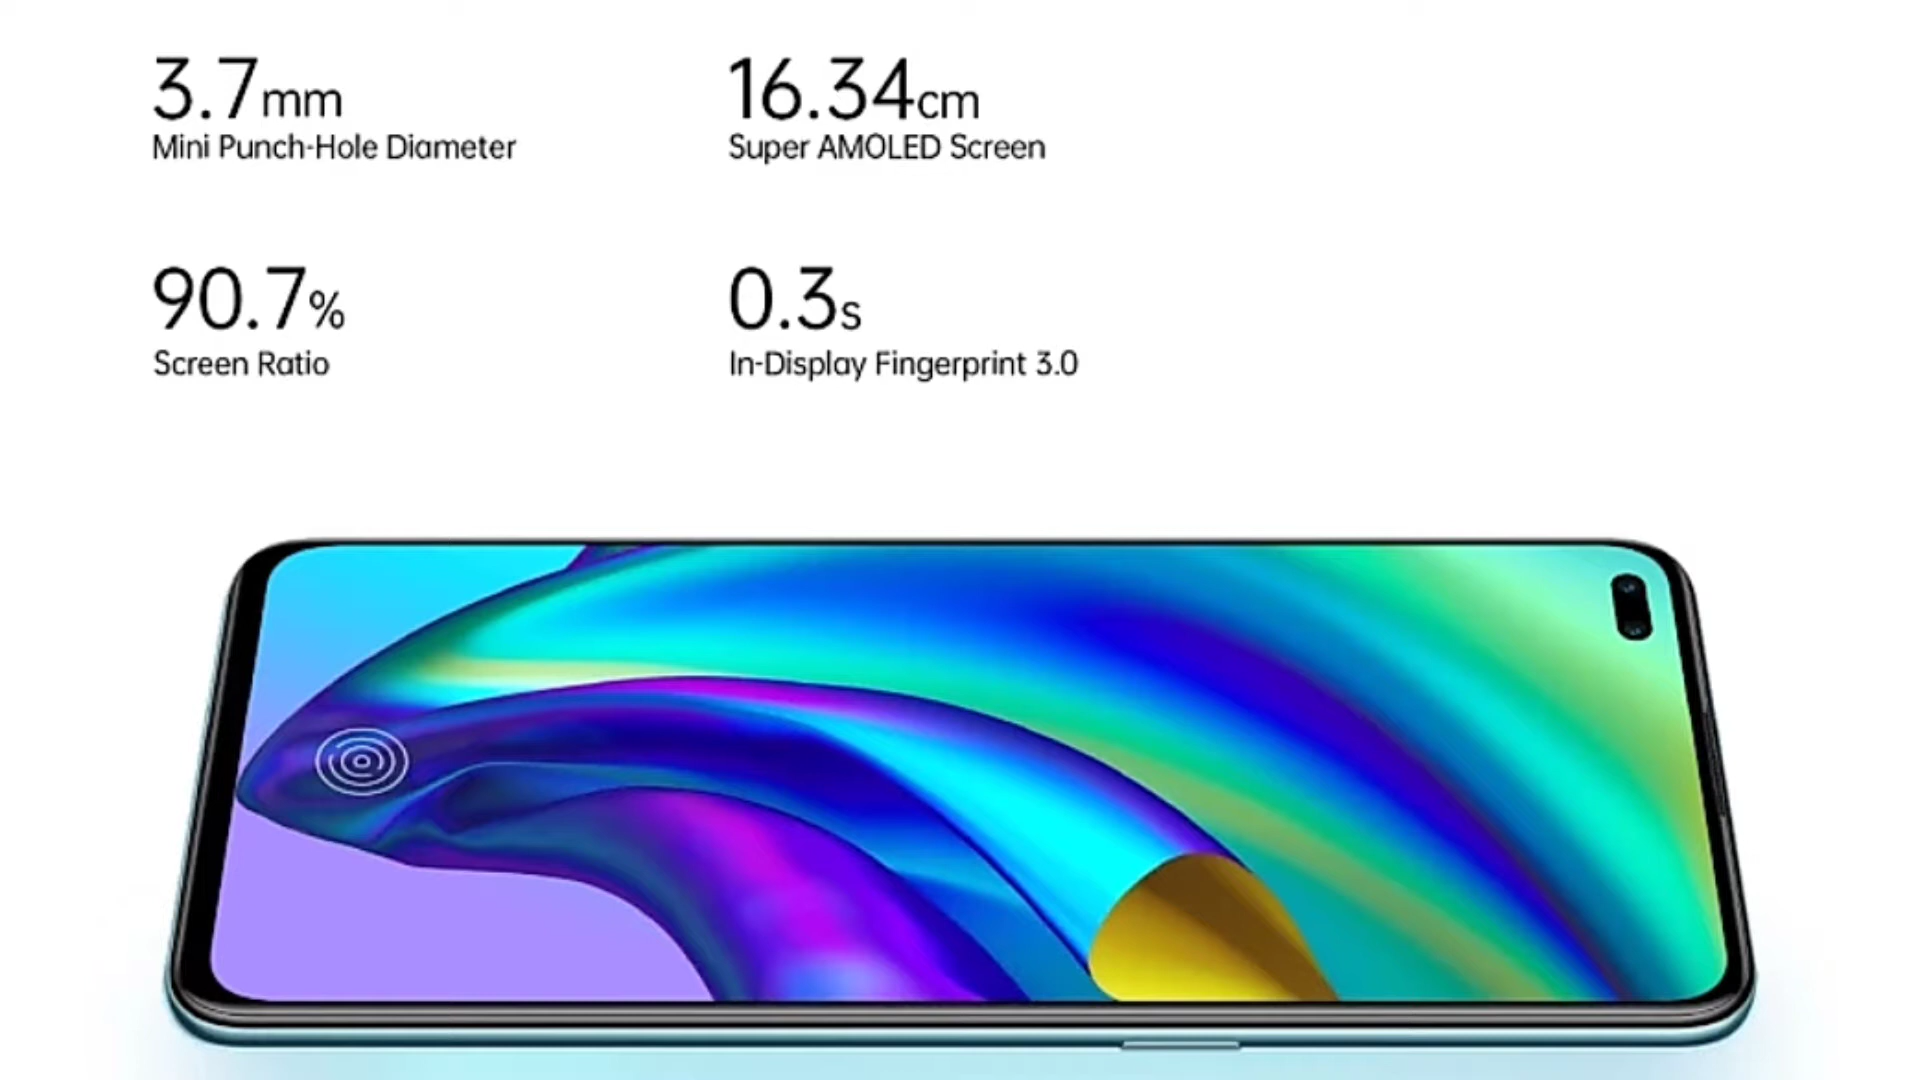 3.7mm
Mini Punch-Hole Diameter
16.34cm
Super AMOLED Screen
90.7%
Screen Ratio
0.3s
In-Display Fingerprint 3.0